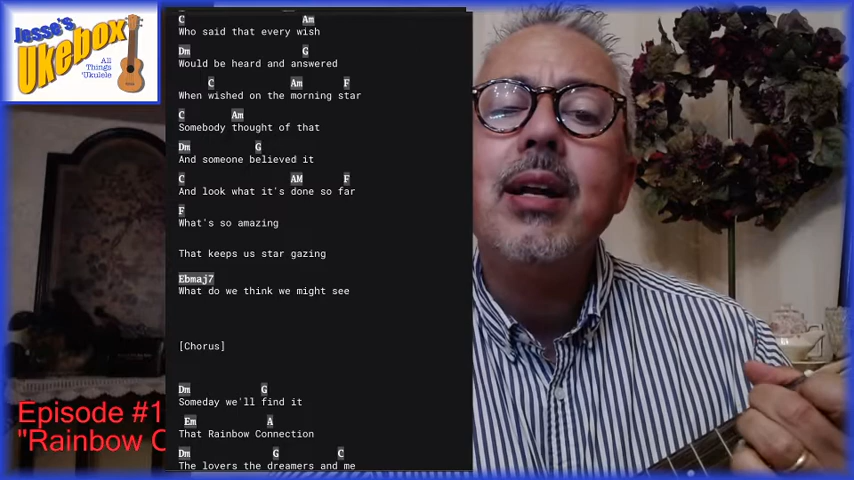 Jesse's
Ukebox
All
Things
'Ukulele
C Am
Who said that every wish
Dm G
Would be heard and answered
C Am F
When wished on the morning star
C Am
Somebody thought of that
Dm G
And someone believed it
C AM F
And look what it's done so far
F
What's so amazing
That keeps us star gazing
Ebmaj7
What do we think we might see
[Chorus]
Dm G
Someday we'll find it
Em A
That Rainbow Connection
Dm G C
The lovers the dreamers and me
Episode #1
"Rainbow C